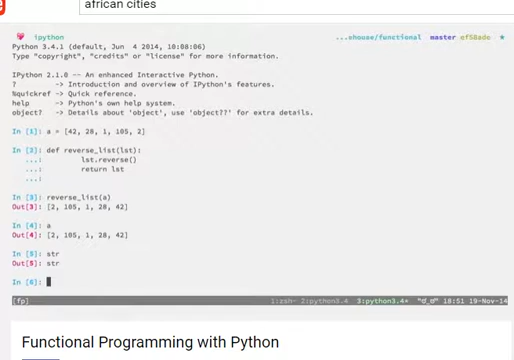 african cities
ipython
...shouse/functional master ef58ade
Python 3.4.1 (default, Jun 4 2014, 10:08:06)
Type "copyright", "credits" or "license" for more information.
IPython 2.1.0 -- An enhanced Interactive Python.
? -> Introduction and overview of IPython's features.
%quickref -> Quick reference.
help -> Python's own help system.
object? -> Details about 'object', use 'object??' for extra details.
In [1]: a = [42, 28, 1, 105, 2]
In [2]: def reverse_list(lst):
...: lst.reverse()
...: return lst
...:
In [3]: reverse_list(a)
Out[3]: [2, 105, 1, 28, 42]
In [4]: a
Out[4]: [2, 105, 1, 28, 42]
In [5]: str
Out[5]: str
In [6]:
[fp] 1:zsh- 2:python3.4 3:python3.4* 18:51 19-Nov-14
Functional Programming with Python